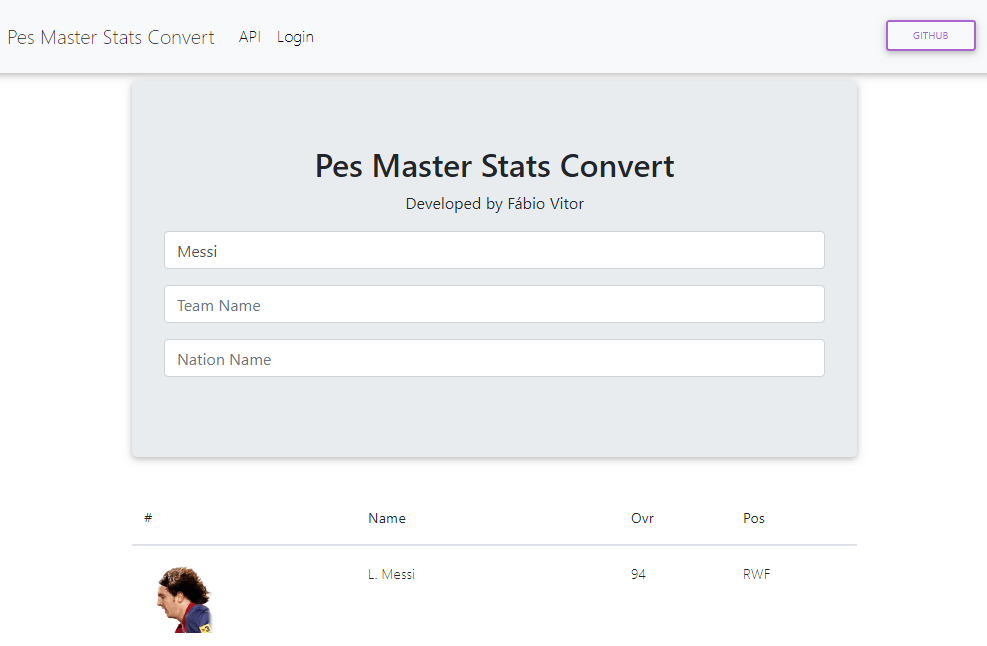 Pes Master Stats Convert API Login GITHUB
Pes Master Stats Convert
Developed by Fábio Vitor
Messi
Team Name
Nation Name
# Name Ovr Pos
L. Messi 94 RWF